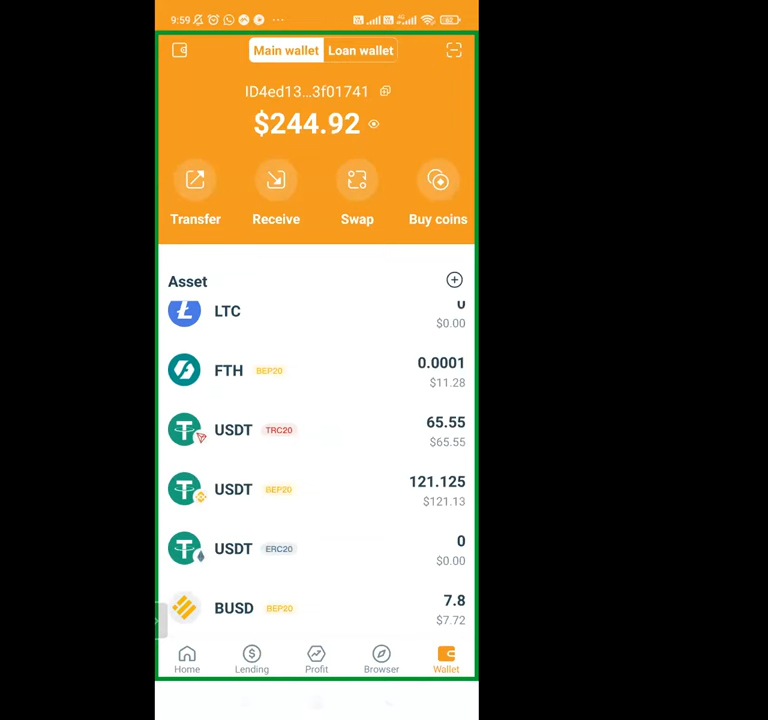 9:59
Main wallet Loan wallet
ID4ed13...3f01741
$244.92
Transfer Receive Swap Buy coins
Asset
LTC 0
$0.00
FTH BEP20 0.0001
$11.28
USDT TRC20 65.55
$65.55
USDT BEP20 121.125
$121.13
USDT ERC20 0
$0.00
BUSD BEP20 7.8
$7.72
Home Lending Profit Browser Wallet